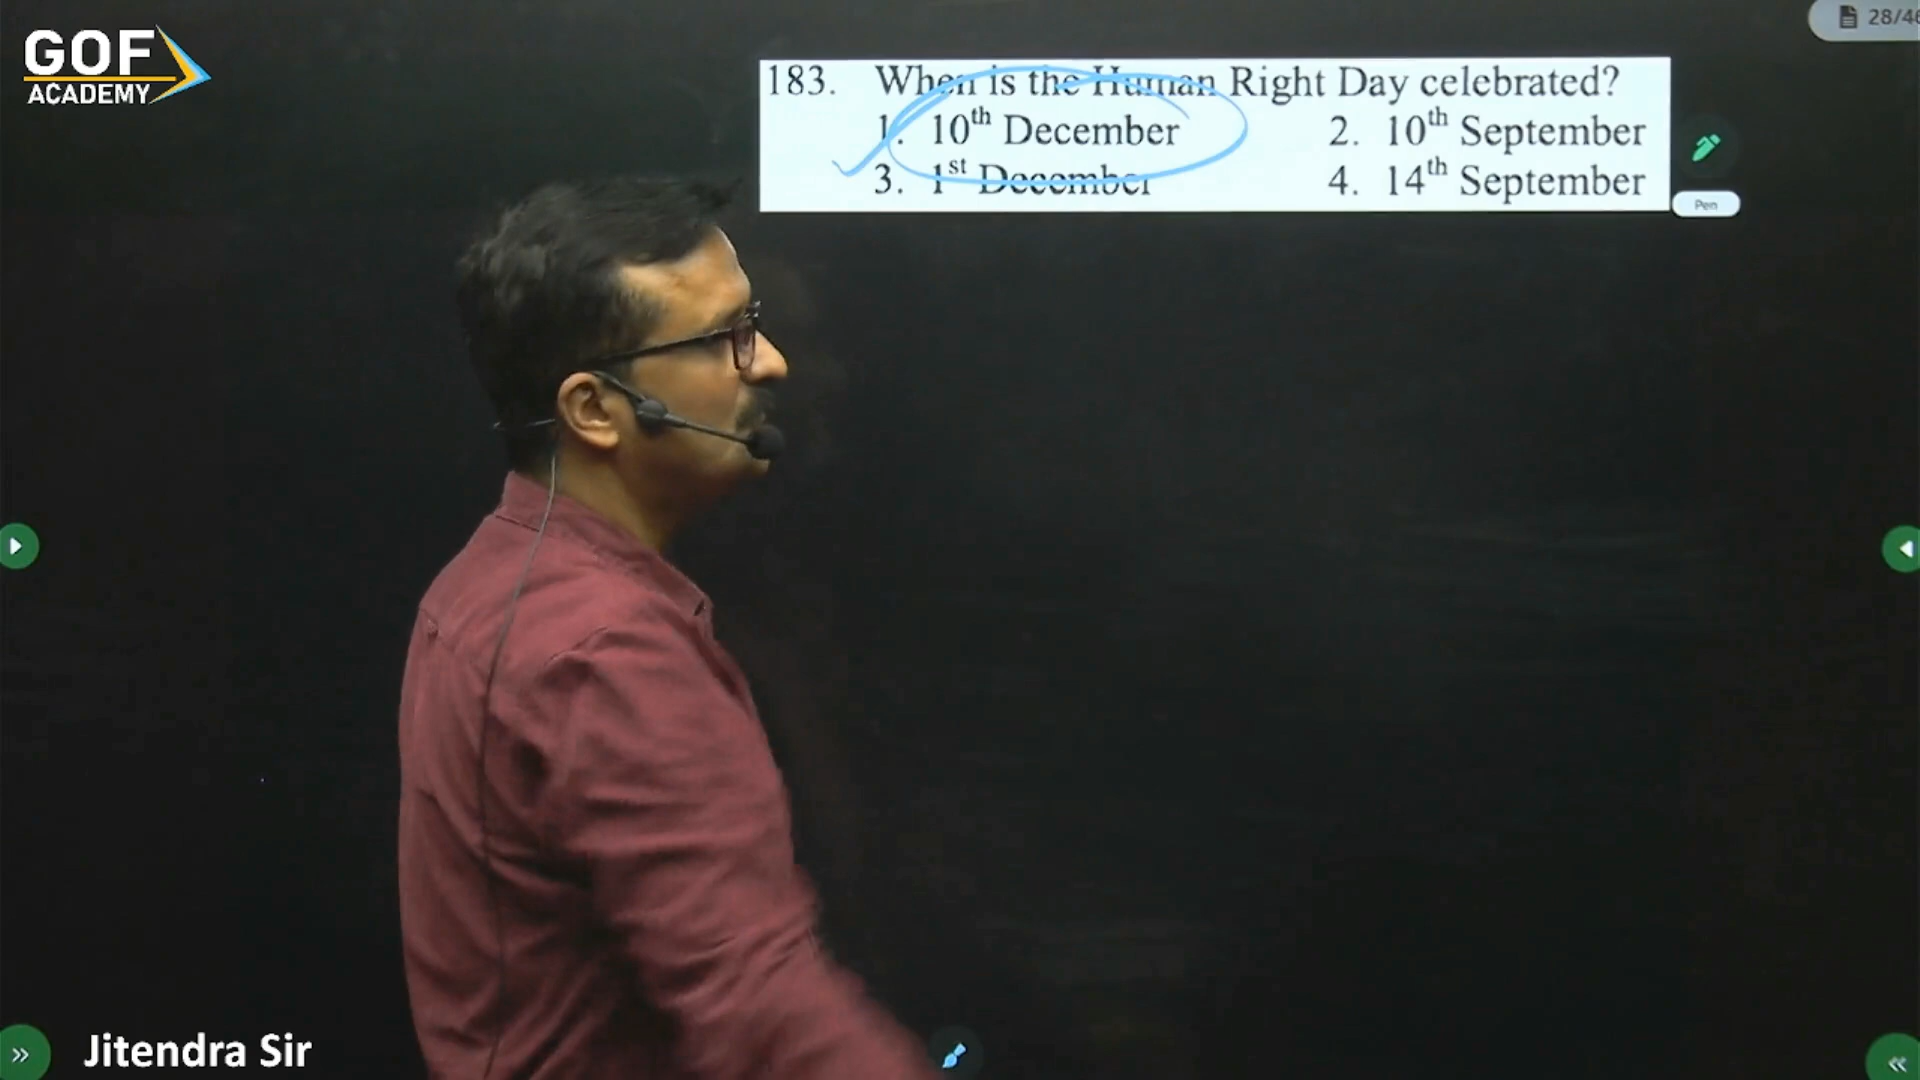 GOF
ACADEMY
28/46
183. When is the Human Right Day celebrated?
1. 10th December 2. 10th September
3. 1st December 4. 14th September
Pen
Jitendra Sir